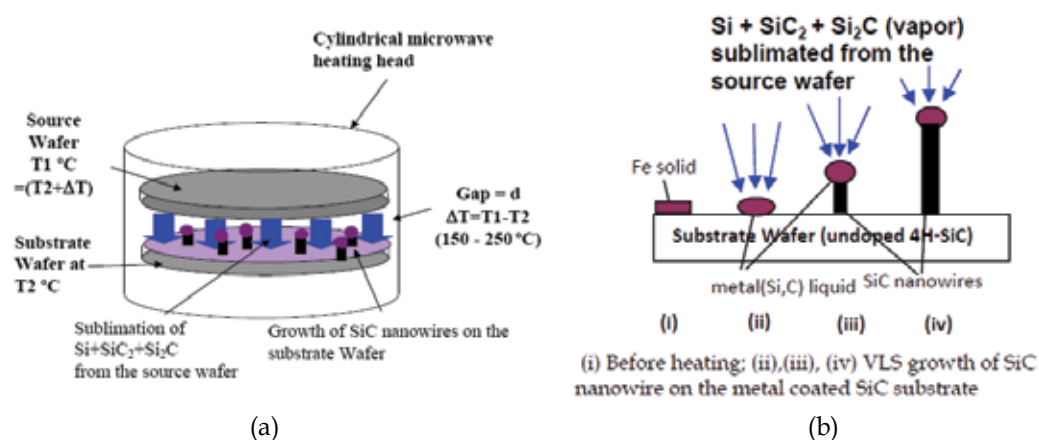 Cylindrical microwave
heating head
Source
Wafer
T1 °C
=(T2+ΔT)
Gap = d
ΔT=T1-T2
(150 - 250 °C)
Substrate
Wafer at
T2 °C
Sublimation of
Si+SiC₂+Si₂C
from the source wafer
Growth of SiC nanowires on the
substrate Wafer
(a)
Si + SiC₂ + Si₂C (vapor)
sublimated from the
source wafer
Fe solid
Substrate Wafer (undoped 4H-SiC)
metal(Si,C) liquid
SiC nanowires
(i)
(ii)
(iii)
(iv)
(i) Before heating; (ii),(iii), (iv) VLS growth of SiC
nanowire on the metal coated SiC substrate
(b)